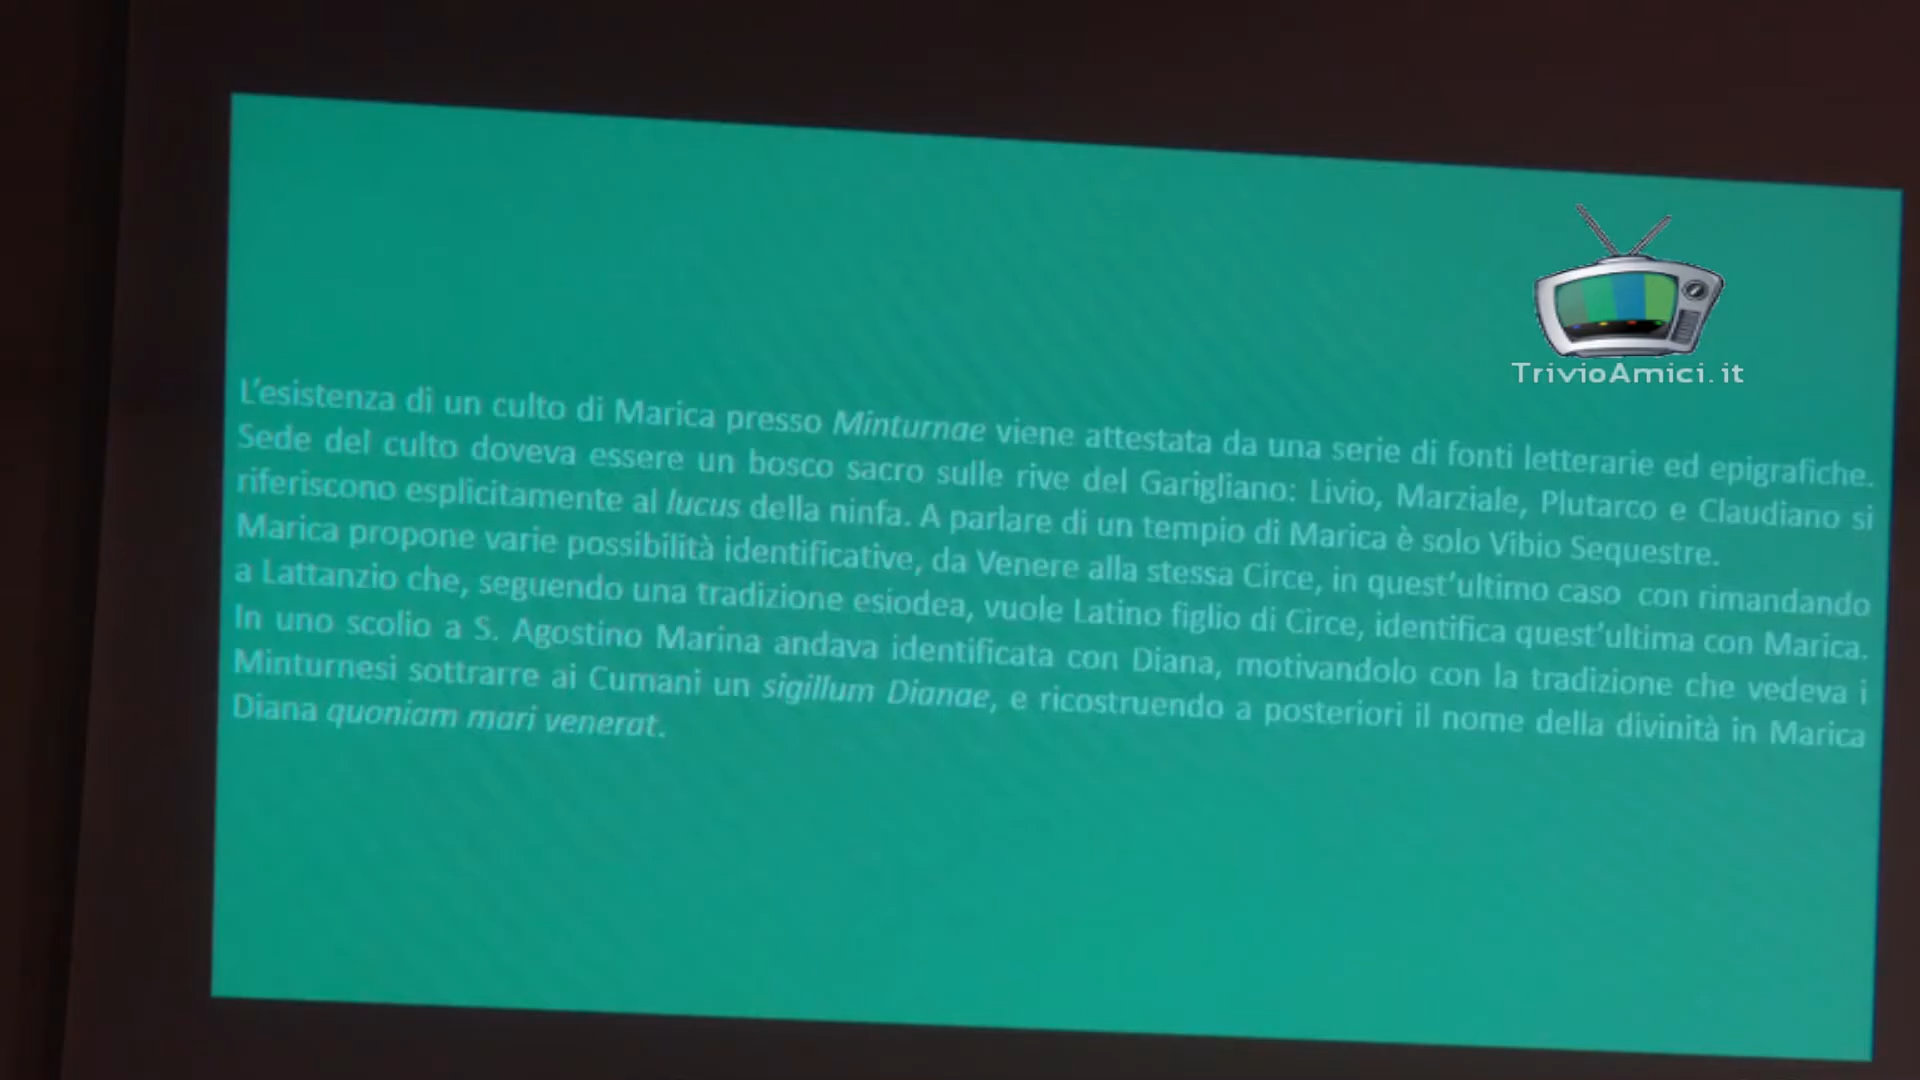 TrivioAmici.it
L'esistenza di un culto di Marica presso Minturnae viene attestata da una serie di fonti letterarie ed epigrafiche.
Sede del culto doveva essere un bosco sacro sulle rive del Garigliano: Livio, Marziale, Plutarco e Claudiano si
riferiscono esplicitamente al lucus della ninfa. A parlare di un tempio di Marica è solo Vibio Sequestre.
Marica propone varie possibilità identificative, da Venere alla stessa Circe, in quest'ultimo caso con rimandando
a Lattanzio che, seguendo una tradizione esiodea, vuole Latino figlio di Circe, identifica quest'ultima con Marica.
In uno scolio a S. Agostino Marina andava identificata con Diana, motivandolo con la tradizione che vedeva i
Minturnesi sottrarre ai Cumani un sigillum Dianae, e ricostruendo a posteriori il nome della divinità in Marica
Diana quoniam mari venerat.